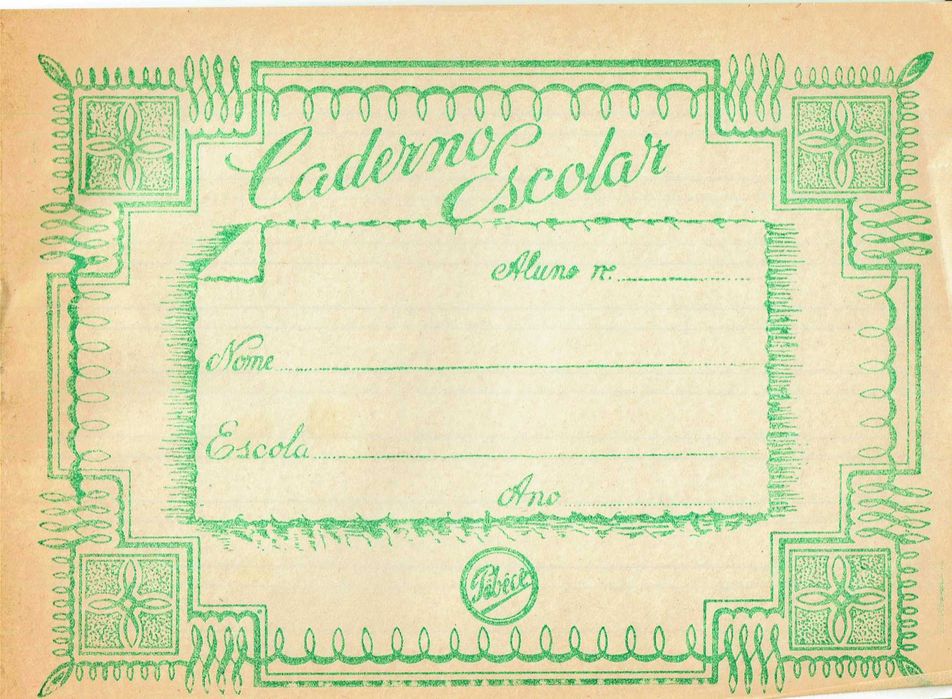 Caderno Escolar
Aluno n.º
Nome
Escola
Ano